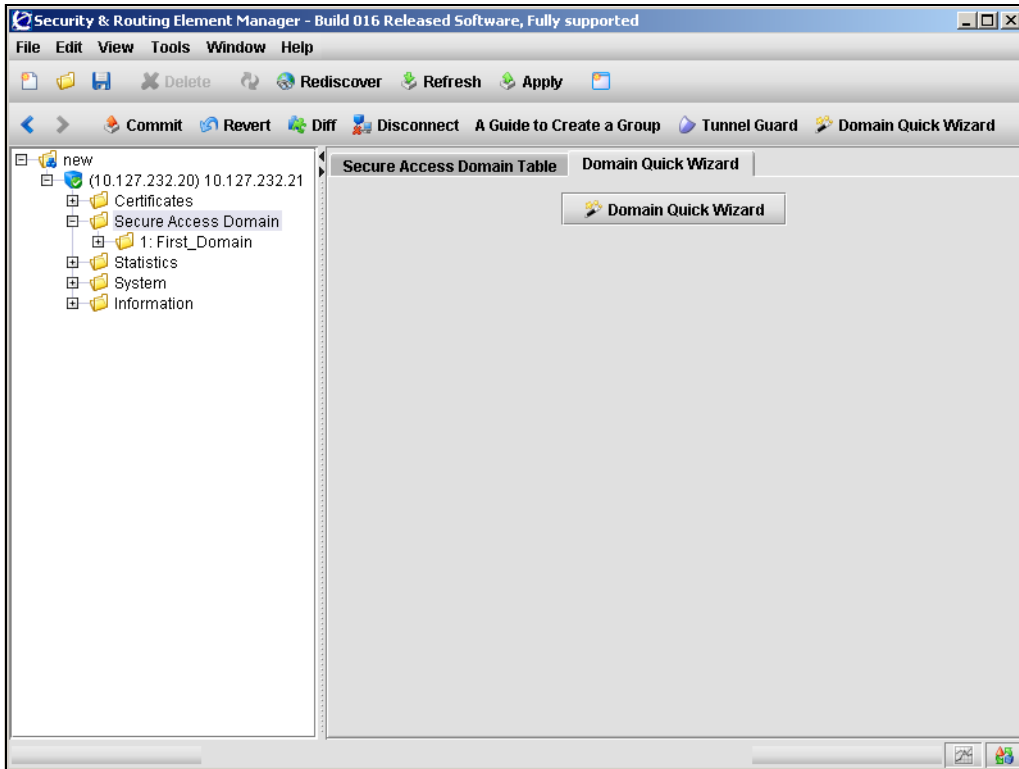 Security & Routing Element Manager - Build 016 Released Software, Fully supported
File Edit View Tools Window Help
Delete Rediscover Refresh Apply
Commit Revert Diff Disconnect A Guide to Create a Group Tunnel Guard Domain Quick Wizard
new
(10.127.232.20) 10.127.232.21
Certificates
Secure Access Domain
1: First_Domain
Statistics
System
Information
Secure Access Domain Table Domain Quick Wizard
Domain Quick Wizard